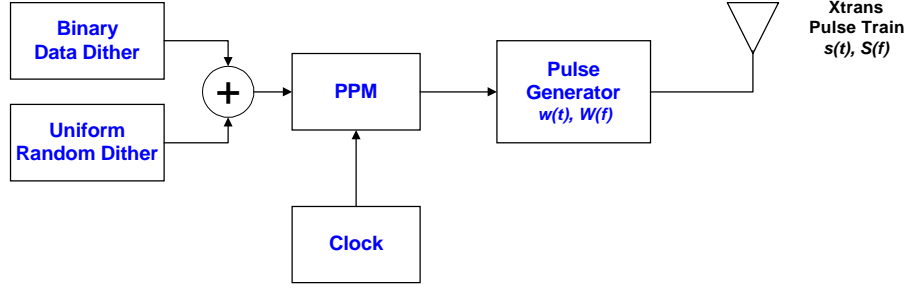 Binary
Data Dither
Uniform
Random Dither
+
PPM
Clock
Pulse
Generator
w(t), W(f)
Xtrans
Pulse Train
s(t), S(f)